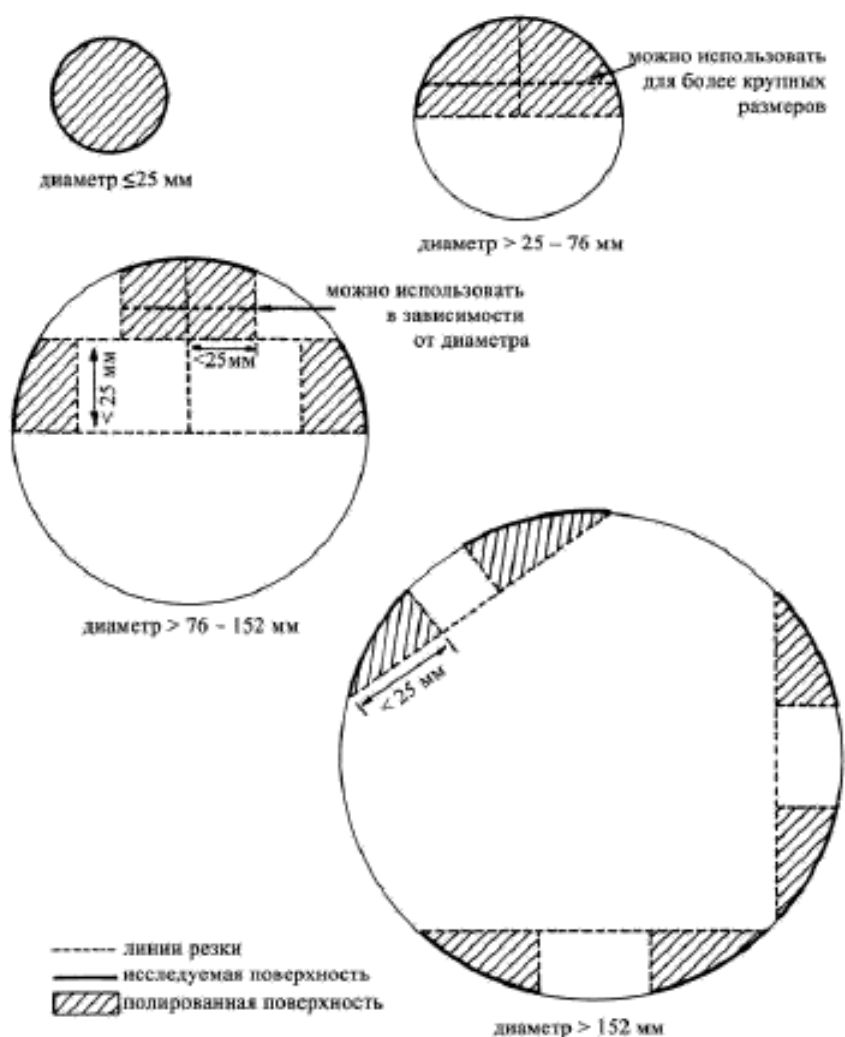 можно использовать
для более крупных
размеров
диаметр ≤25 мм
диаметр > 25 – 76 мм
можно использовать
в зависимости
от диаметра
<25мм
< 25 мм
диаметр > 76 – 152 мм
< 25 мм
линии резки
исследуемая поверхность
полированная поверхность
диаметр > 152 мм